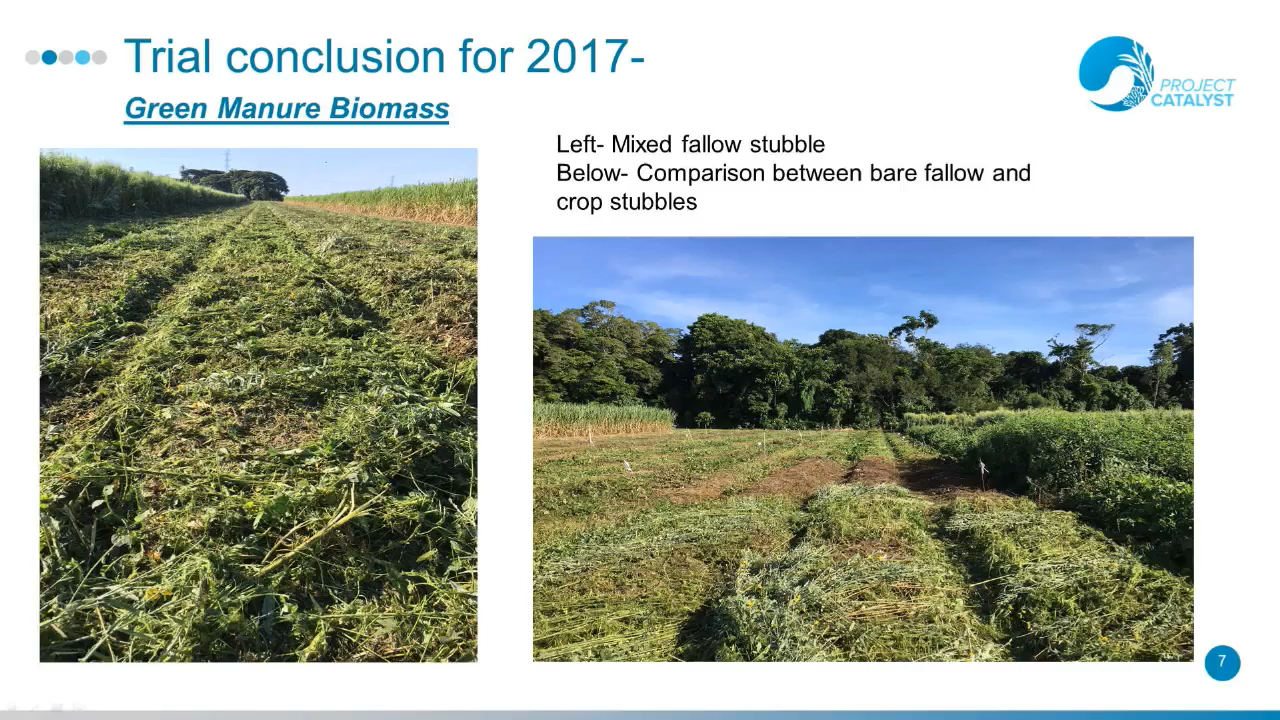 Trial conclusion for 2017-
Green Manure Biomass
PROJECT
CATALYST
Left- Mixed fallow stubble
Below- Comparison between bare fallow and
crop stubbles
7